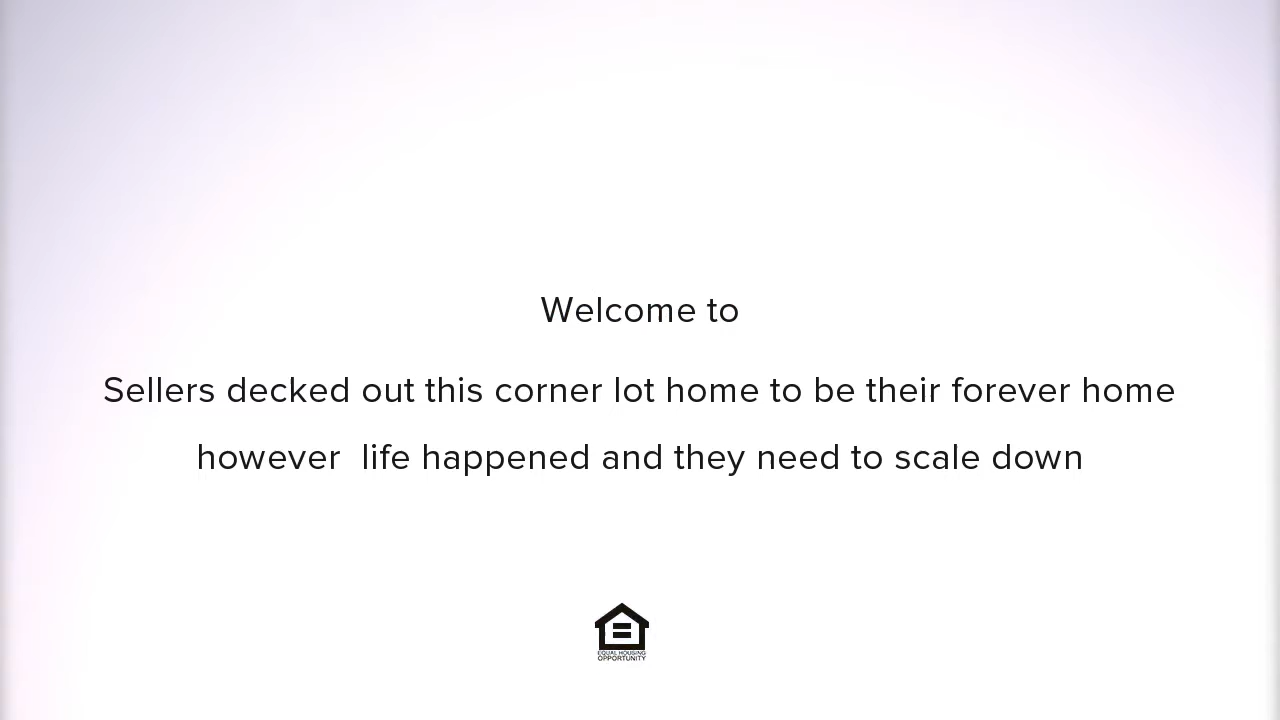 Welcome to
Sellers decked out this corner lot home to be their forever home
however  life happened and they need to scale down
EQUAL HOUSING
OPPORTUNITY